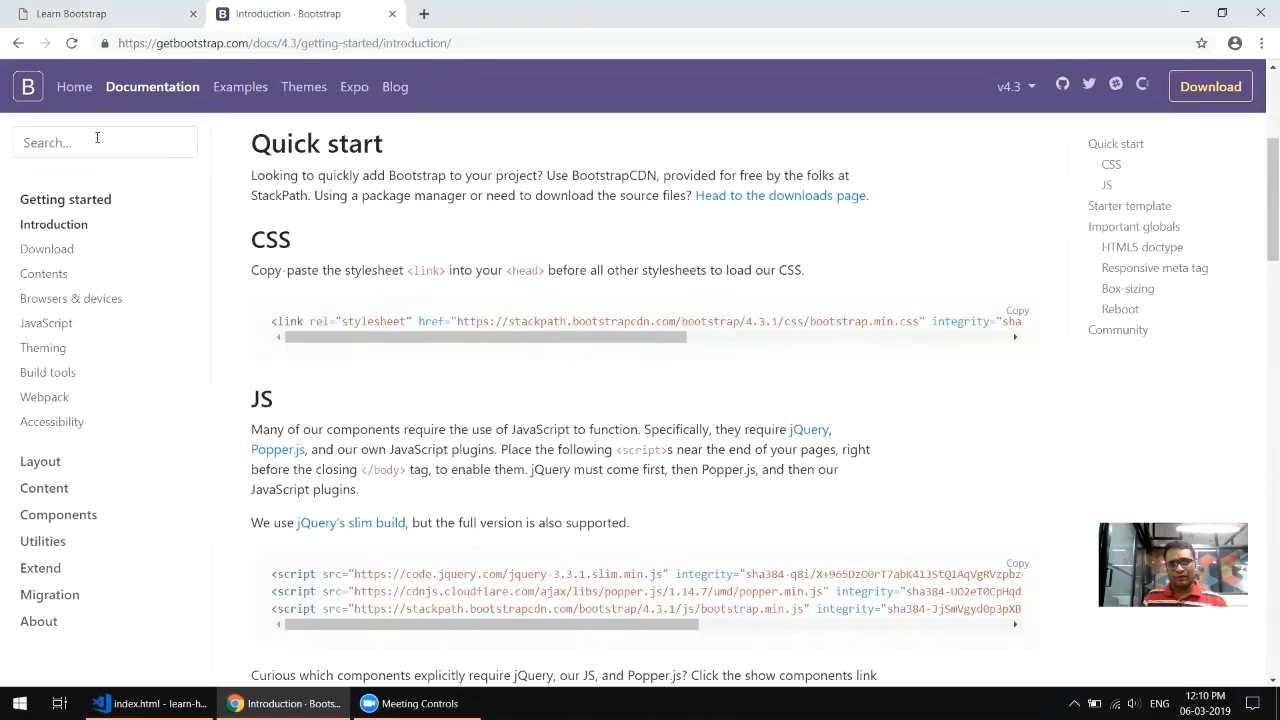 Learn Bootstrap
B Introduction · Bootstrap
https://getbootstrap.com/docs/4.3/getting-started/introduction/
B Home Documentation Examples Themes Expo Blog v4.3 Download
Search...
Getting started
Introduction
Download
Contents
Browsers & devices
JavaScript
Theming
Build tools
Webpack
Accessibility
Layout
Content
Components
Utilities
Extend
Migration
About
Quick start
Looking to quickly add Bootstrap to your project? Use BootstrapCDN, provided for free by the folks at
StackPath. Using a package manager or need to download the source files? Head to the downloads page.
CSS
Copy-paste the stylesheet <link> into your <head> before all other stylesheets to load our CSS.
Copy
<link rel="stylesheet" href="https://stackpath.bootstrapcdn.com/bootstrap/4.3.1/css/bootstrap.min.css" integrity="sha
JS
Many of our components require the use of JavaScript to function. Specifically, they require jQuery,
Popper.js, and our own JavaScript plugins. Place the following <script>s near the end of your pages, right
before the closing </body> tag, to enable them. jQuery must come first, then Popper.js, and then our
JavaScript plugins.
We use jQuery's slim build, but the full version is also supported.
Copy
<script src="https://code.jquery.com/jquery-3.3.1.slim.min.js" integrity="sha384-q8i/X+965DzO0rT7abK41JStQIAqVgRVzpbz
<script src="https://cdnjs.cloudflare.com/ajax/libs/popper.js/1.14.7/umd/popper.min.js" integrity="sha384-UO2eT0CpHqd
<script src="https://stackpath.bootstrapcdn.com/bootstrap/4.3.1/js/bootstrap.min.js" integrity="sha384-JjSmVgyd0p3pXB
Curious which components explicitly require jQuery, our JS, and Popper.js? Click the show components link
Quick start
CSS
JS
Starter template
Important globals
HTML5 doctype
Responsive meta tag
Box-sizing
Reboot
Community
index.html - learn-h...
Introduction · Boots...
Meeting Controls
ENG
12:10 PM
06-03-2019